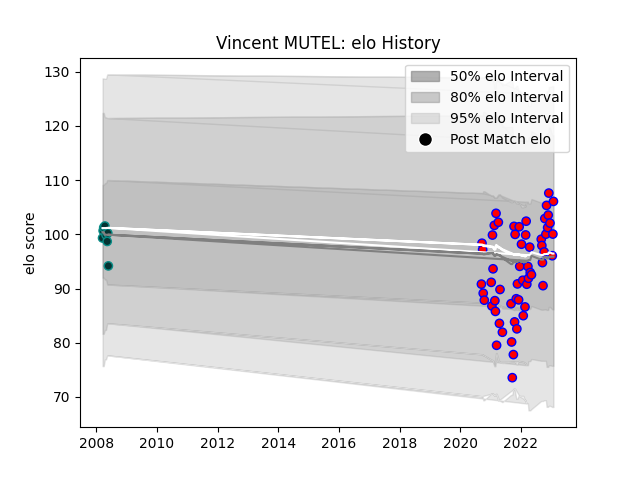 Vincent MUTEL: elo History
130
120
110
100
90
80
70
elo score
50% elo Interval
80% elo Interval
95% elo Interval
Post Match elo
2008
2010
2012
2014
2016
2018
2020
2022